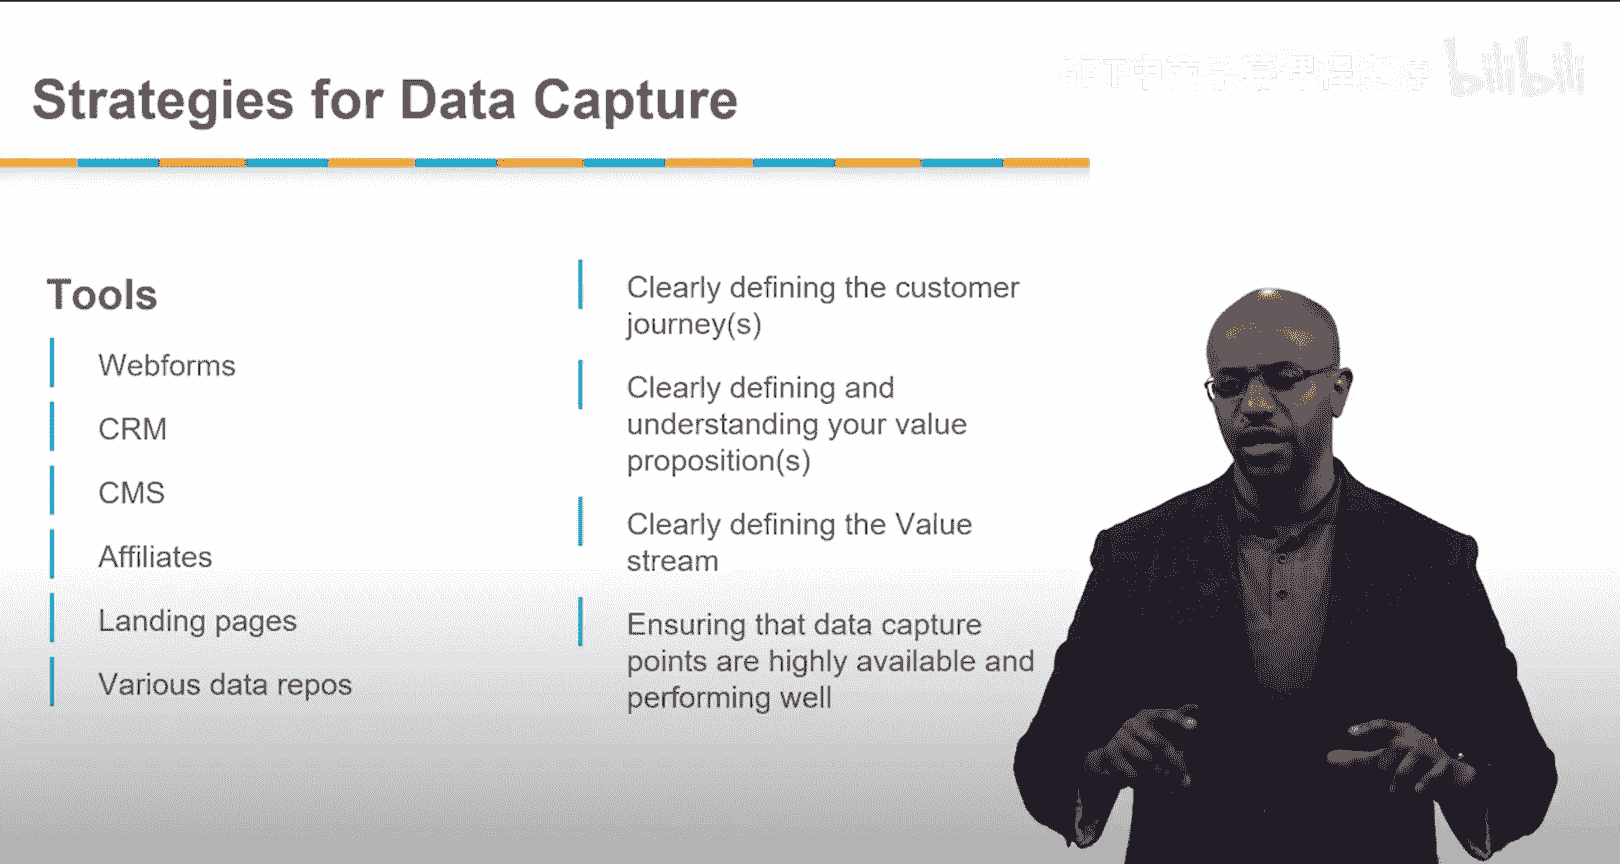 Strategies for Data Capture
bilibili
Tools
Webforms
CRM
CMS
Affiliates
Landing pages
Various data repos
Clearly defining the customer
journey(s)
Clearly defining and
understanding your value
proposition(s)
Clearly defining the Value
stream
Ensuring that data capture
points are highly available and
performing well